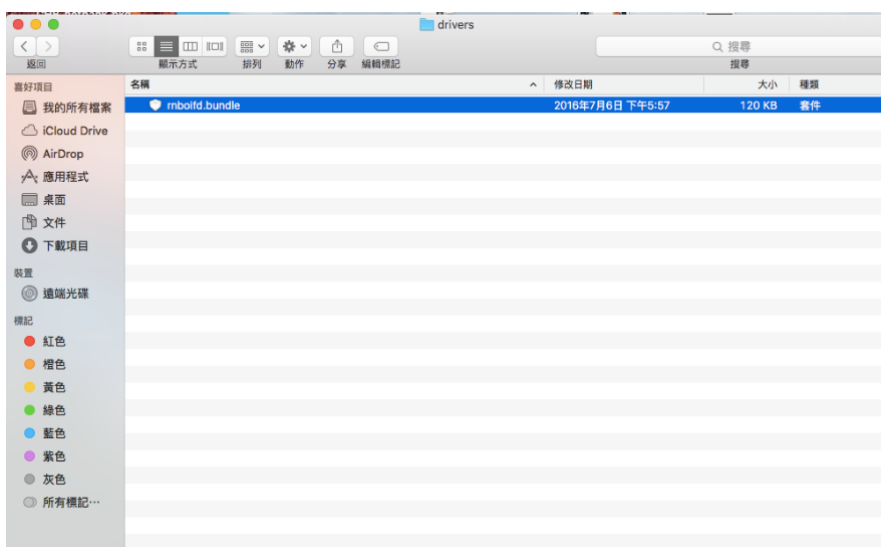 drivers
返回
顯示方式
排列
動作
分享
編輯標記
搜尋
搜尋
喜好項目
我的所有檔案
iCloud Drive
AirDrop
應用程式
桌面
文件
下載項目
裝置
遠端光碟
標記
紅色
橙色
黃色
綠色
藍色
紫色
灰色
所有標記…
名稱 修改日期 大小 種類
rnboifd.bundle 2016年7月6日 下午5:57 120 KB 套件